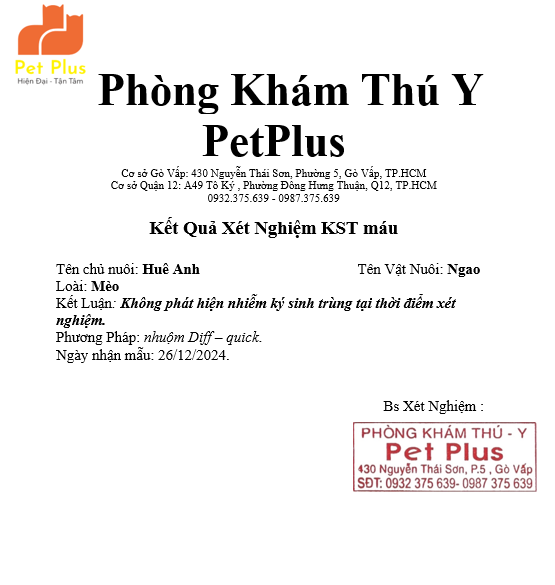 Pet Plus
Hiện Đại - Tận Tâm
Phòng Khám Thú Y
PetPlus
Cơ sở Gò Vấp: 430 Nguyễn Thái Sơn, Phường 5, Gò Vấp, TP.HCM
Cơ sở Quận 12: A49 Tô Ký , Phường Đông Hưng Thuận, Q12, TP.HCM
0932.375.639 - 0987.375.639
Kết Quả Xét Nghiệm KST máu
Tên chủ nuôi: Huê Anh Tên Vật Nuôi: Ngao
Loài: Mèo
Kết Luận: Không phát hiện nhiễm ký sinh trùng tại thời điểm xét
nghiệm.
Phương Pháp: nhuộm Diff – quick.
Ngày nhận mẫu: 26/12/2024.
Bs Xét Nghiệm :
PHÒNG KHÁM THÚ - Y
Pet Plus
430 Nguyễn Thái Sơn, P.5 , Gò Vấp
SĐT: 0932 375 639- 0987 375 639